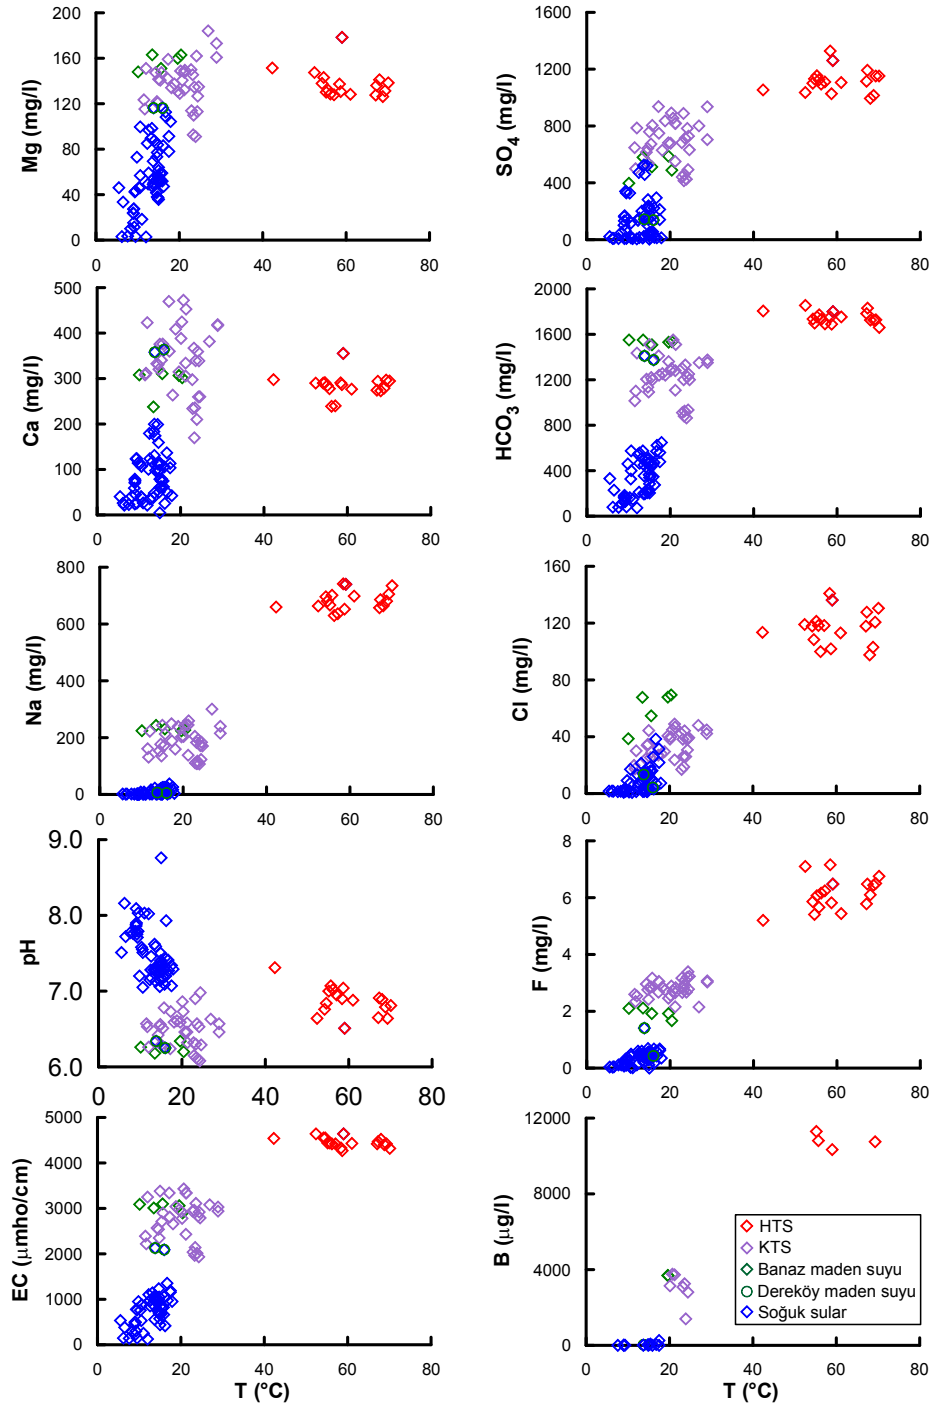 160
120
80
40
0
Mg (mg/l)
200
0 20 40 60 80
1600
1200
800
400
0
SO4 (mg/l)
0 20 40 60 80
500
400
300
200
100
0
Ca (mg/l)
0 20 40 60 80
2000
1600
1200
800
400
0
HCO3 (mg/l)
0 20 40 60 80
800
600
400
200
0
Na (mg/l)
0 20 40 60 80
160
120
80
40
0
Cl (mg/l)
0 20 40 60 80
9.0
8.0
7.0
6.0
pH
0 20 40 60 80
8
6
4
2
0
F (mg/l)
0 20 40 60 80
5000
4000
3000
2000
1000
0
EC (µmho/cm)
0 20 40 60 80
T (°C)
12000
8000
4000
0
B (µg/l)
HTS
KTS
Banaz maden suyu
Dereköy maden suyu
Soğuk sular
0 20 40 60 80
T (°C)